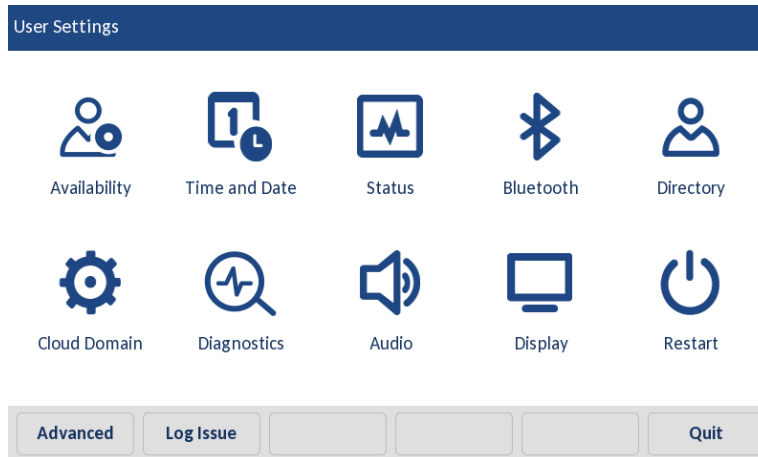 User Settings
1
Availability
Time and Date
Status
Bluetooth
Directory
Cloud Domain
Diagnostics
Audio
Display
Restart
Advanced
Log Issue
Quit